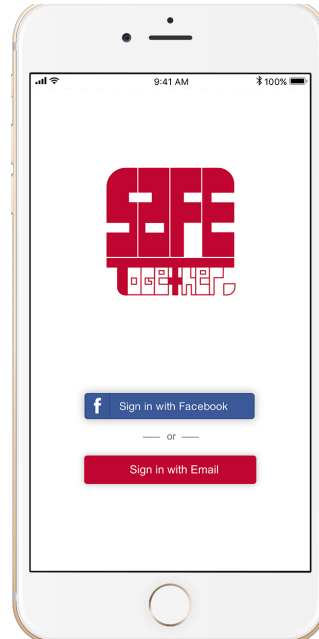 9:41 AM
100%
SAFE
together
f
Sign in with Facebook
or
Sign in with Email